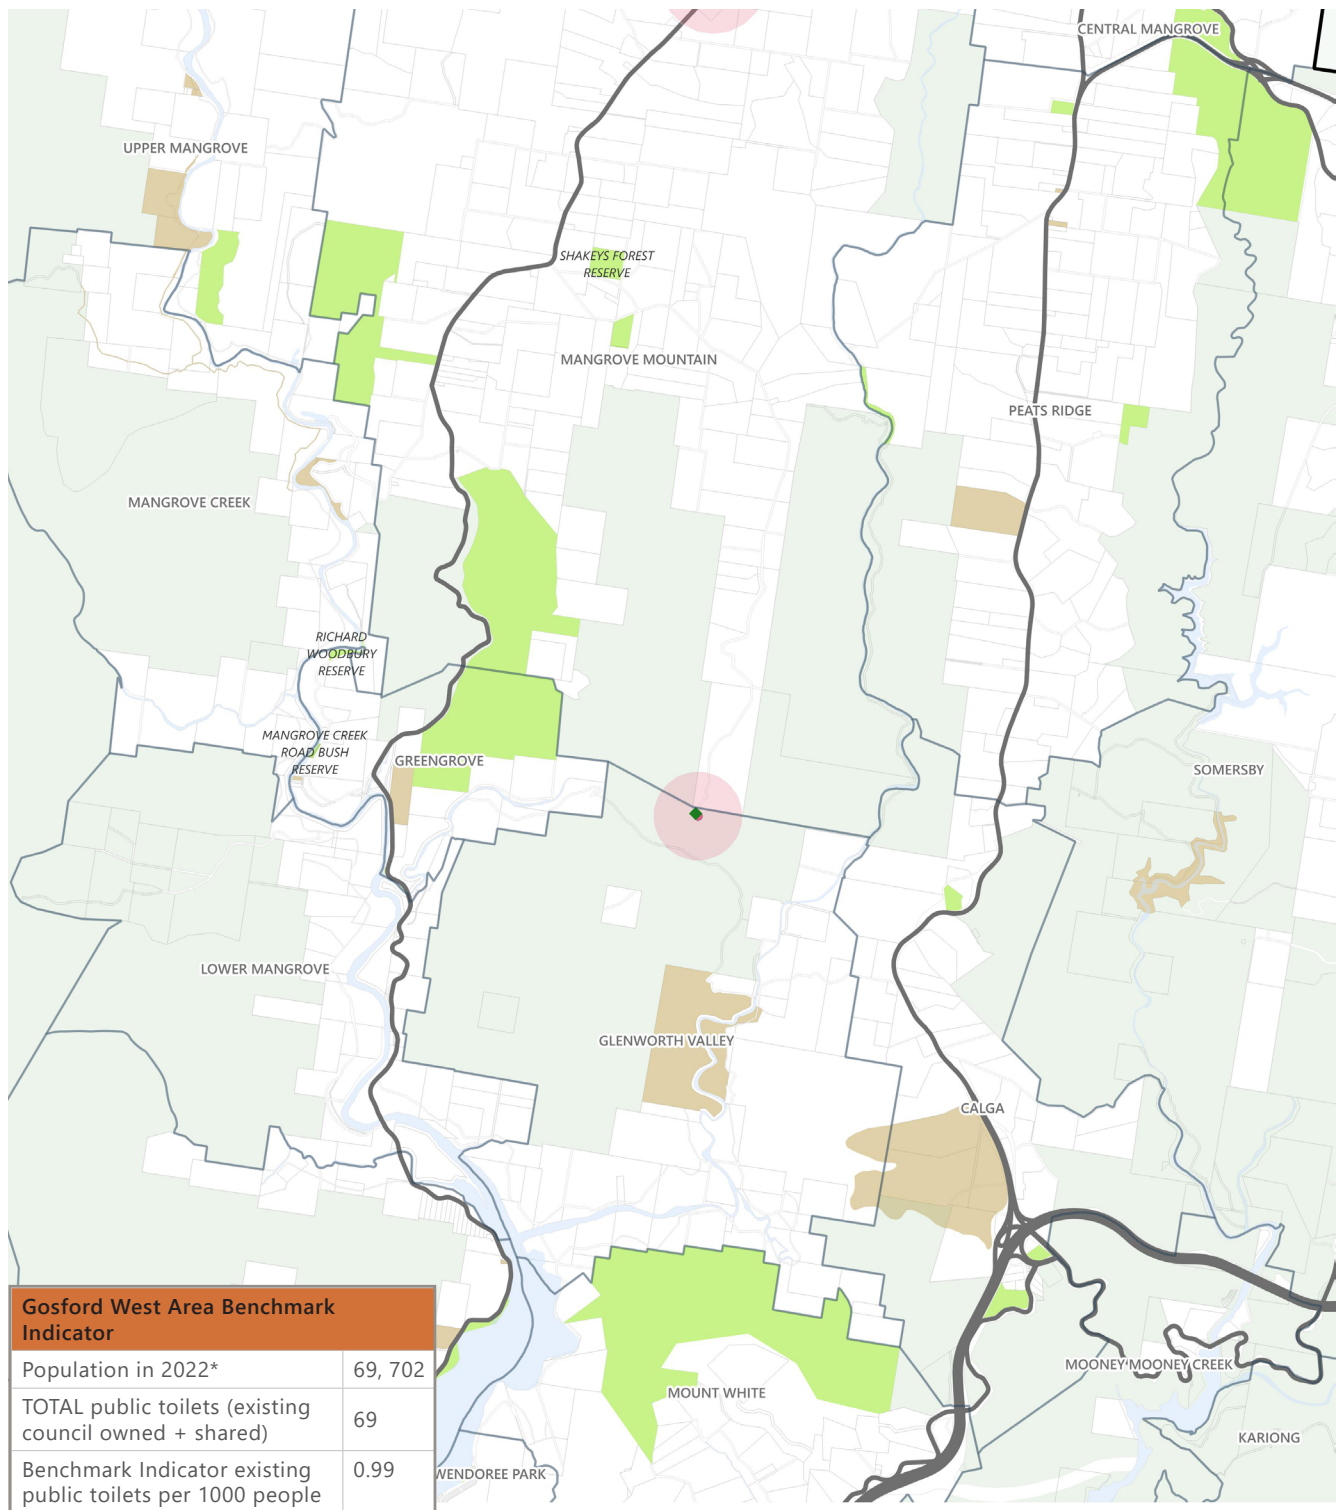 CENTRAL MANGROVE
UPPER MANGROVE
SHAKEYS FOREST
RESERVE
MANGROVE MOUNTAIN
PEATS RIDGE
MANGROVE CREEK
RICHARD
WOODBURY
RESERVE
MANGROVE CREEK
ROAD BUSH
RESERVE
GREENGROVE
SOMERSBY
LOWER MANGROVE
GLENWORTH VALLEY
CALGA
MOONEY MOONEY CREEK
MOUNT WHITE
KARIONG
WENDOREE PARK
Gosford West Area Benchmark
Indicator
Population in 2022* 69, 702
TOTAL public toilets (existing
council owned + shared) 69
Benchmark Indicator existing
public toilets per 1000 people 0.99